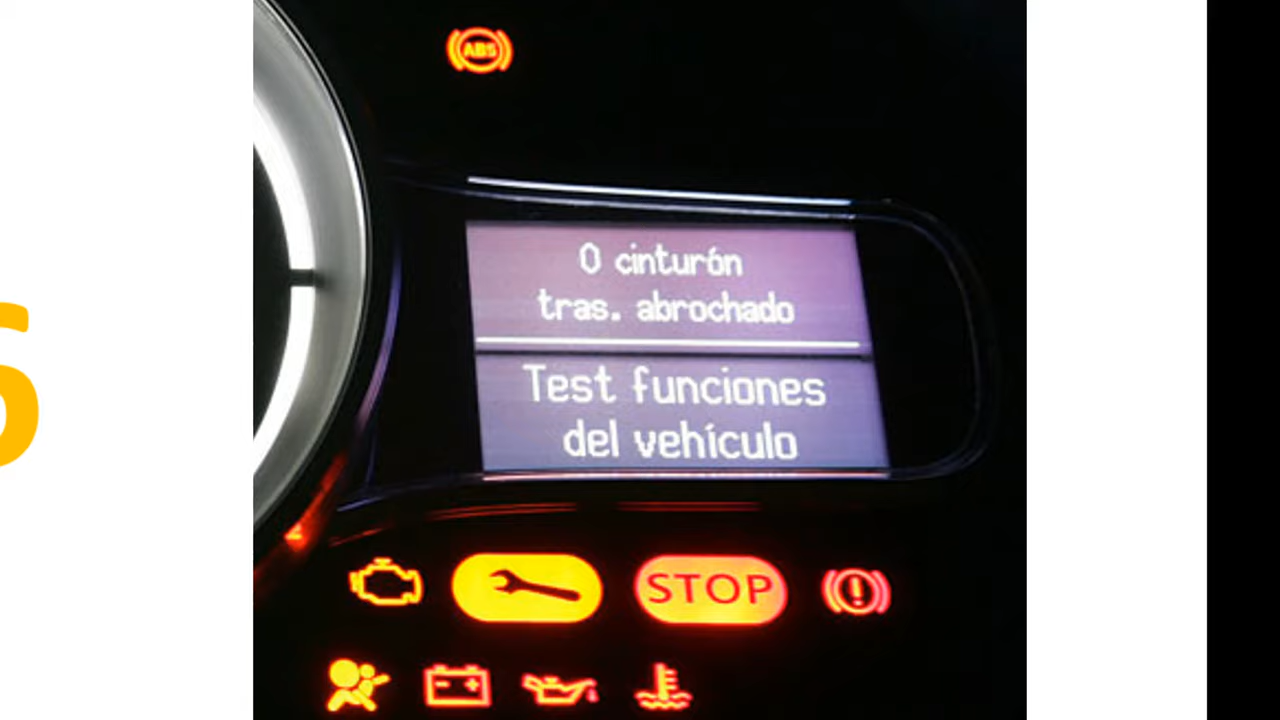 ABS
0 cinturón
tras. abrochado
Test funciones
del vehículo
STOP